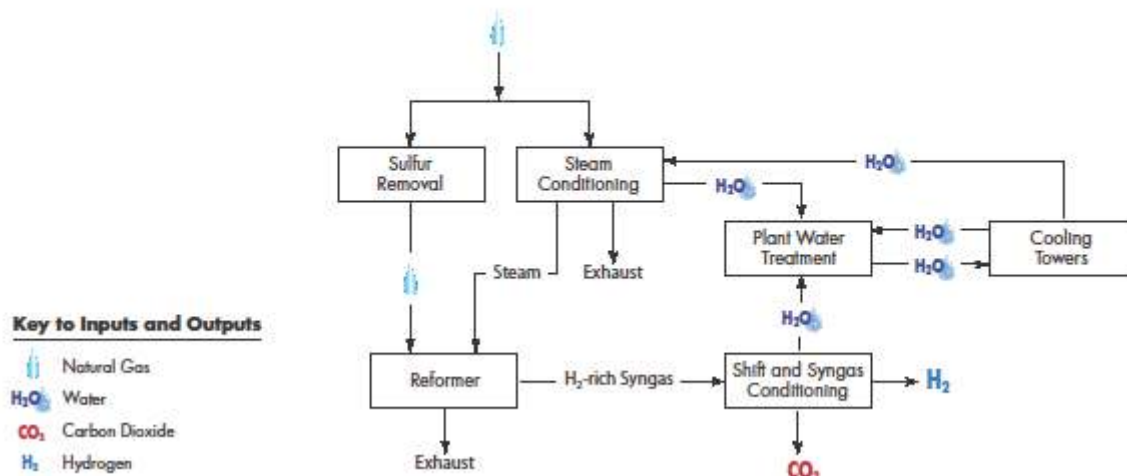 Sulfur
Removal
Steam
Conditioning
H₂O
H₂O
Plant Water
Treatment
H₂O
H₂O
Cooling
Towers
Steam
Exhaust
H₂O
Key to Inputs and Outputs
Natural Gas
H₂O Water
CO₂ Carbon Dioxide
H₂ Hydrogen
Reformer
H₂-rich Syngas
Shift and Syngas
Conditioning
H₂
Exhaust
CO₂